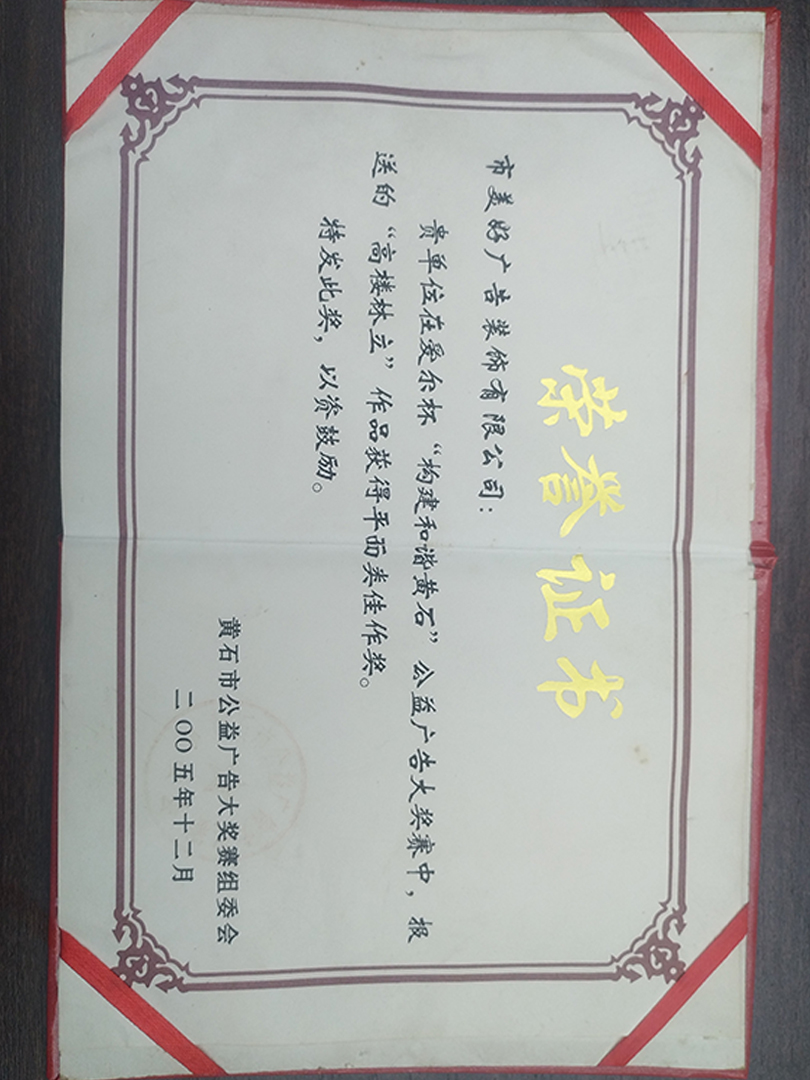 荣誉证书
市美好广告装饰有限公司：
贵单位在爱尔杯“构建和谐黄石”公益广告大奖赛中，报
送的“高楼林立”作品获得平面类佳作奖。
特发此奖，以资鼓励。
黄石市公益广告大奖赛组委会
二〇〇五年十二月